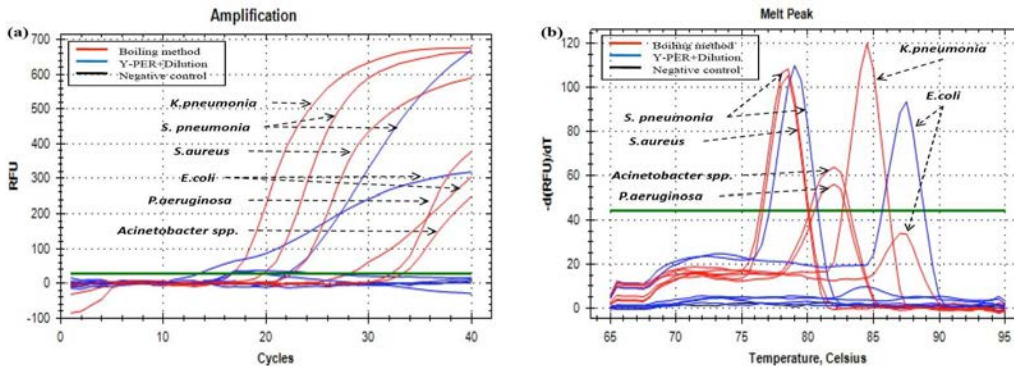 Amplification
(a)
700
600
500
400
300
200
100
0
-100
RFU
Boiling method
Y-PER+Dilution
Negative control
K.pneumonia
S. pneumonia
S.aureus
E.coli
P.aeruginosa
Acinetobacter spp.
0 10 20 30 40
Cycles
Melt Peak
(b)
120
100
80
60
40
20
0
-d(RFU)/dT
Boiling method
Y-PER+Dilution
Negative control
K.pneumonia
E.coli
S. pneumonia
S.aureus
Acinetobacter spp.
P.aeruginosa
65 70 75 80 85 90 95
Temperature, Celsius